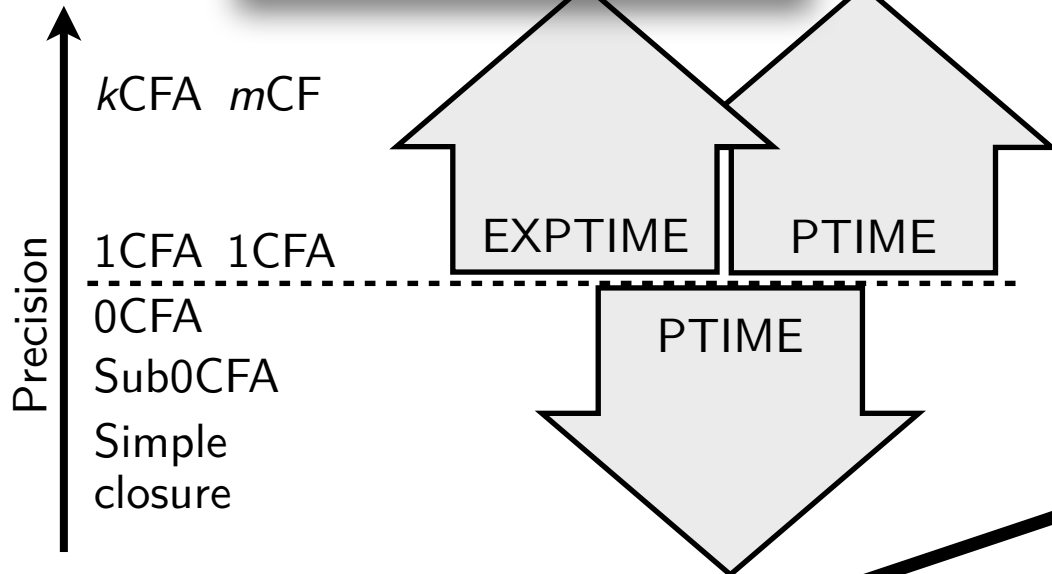 kCFA mCF
1CFA 1CFA
EXPTIME
PTIME
0CFA
PTIME
Sub0CFA
Simple
closure
Precision